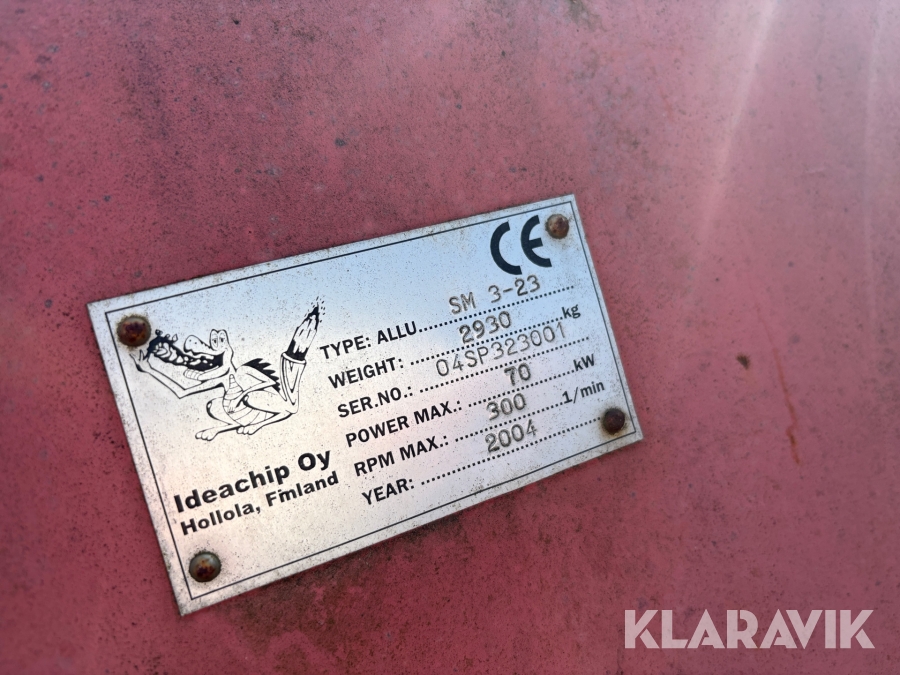 CE
TYPE: ALLU SM 3-23
WEIGHT: 2930 kg
SER.NO.: 04SP323001
POWER MAX.: 70 kW
RPM MAX.: 300 1/min
YEAR: 2004
Ideachip Oy
Hollola, Finland
KLARAVIK